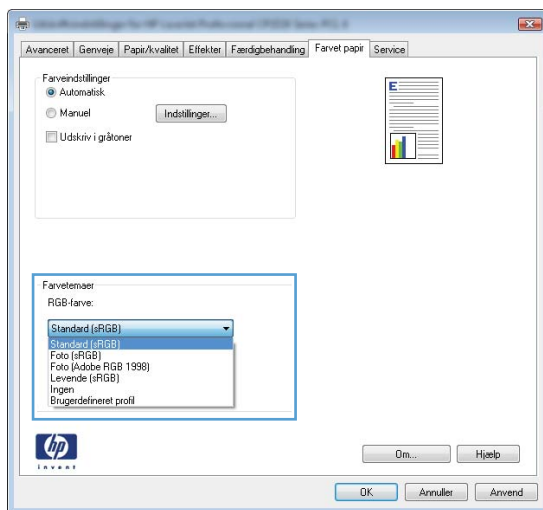 Avanceret Genveje Papir/kvalitet Effekter Færdigbehandling Farvet papir Service
Farveindstillinger
Automatisk
Manuel Indstillinger...
Udskriv i gråtoner
E
Farvetemaer
RGB-farve:
Standard (sRGB)
Standard (sRGB)
Foto (sRGB)
Foto (Adobe RGB 1998)
Levende (sRGB)
Ingen
Brugerdefineret profil
hp
invent
Om... Hjælp
OK Annuller Anvend